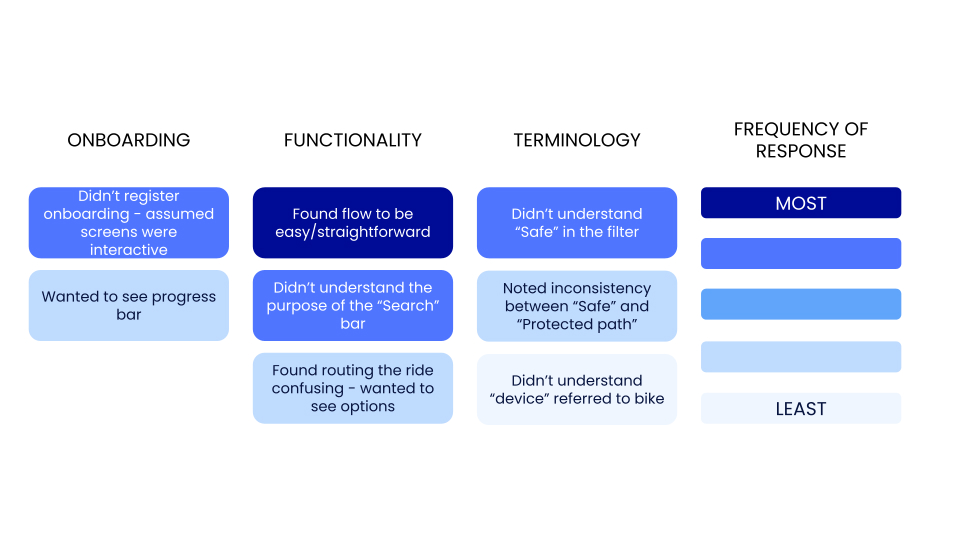 ONBOARDING
Didn’t register
onboarding - assumed
screens were
interactive
Wanted to see progress
bar
FUNCTIONALITY
Found flow to be
easy/straightforward
Didn’t understand the
purpose of the “Search”
bar
Found routing the ride
confusing - wanted to
see options
TERMINOLOGY
Didn’t understand
“Safe” in the filter
Noted inconsistency
between “Safe” and
“Protected path”
Didn’t understand
“device” referred to bike
FREQUENCY OF
RESPONSE
MOST
LEAST